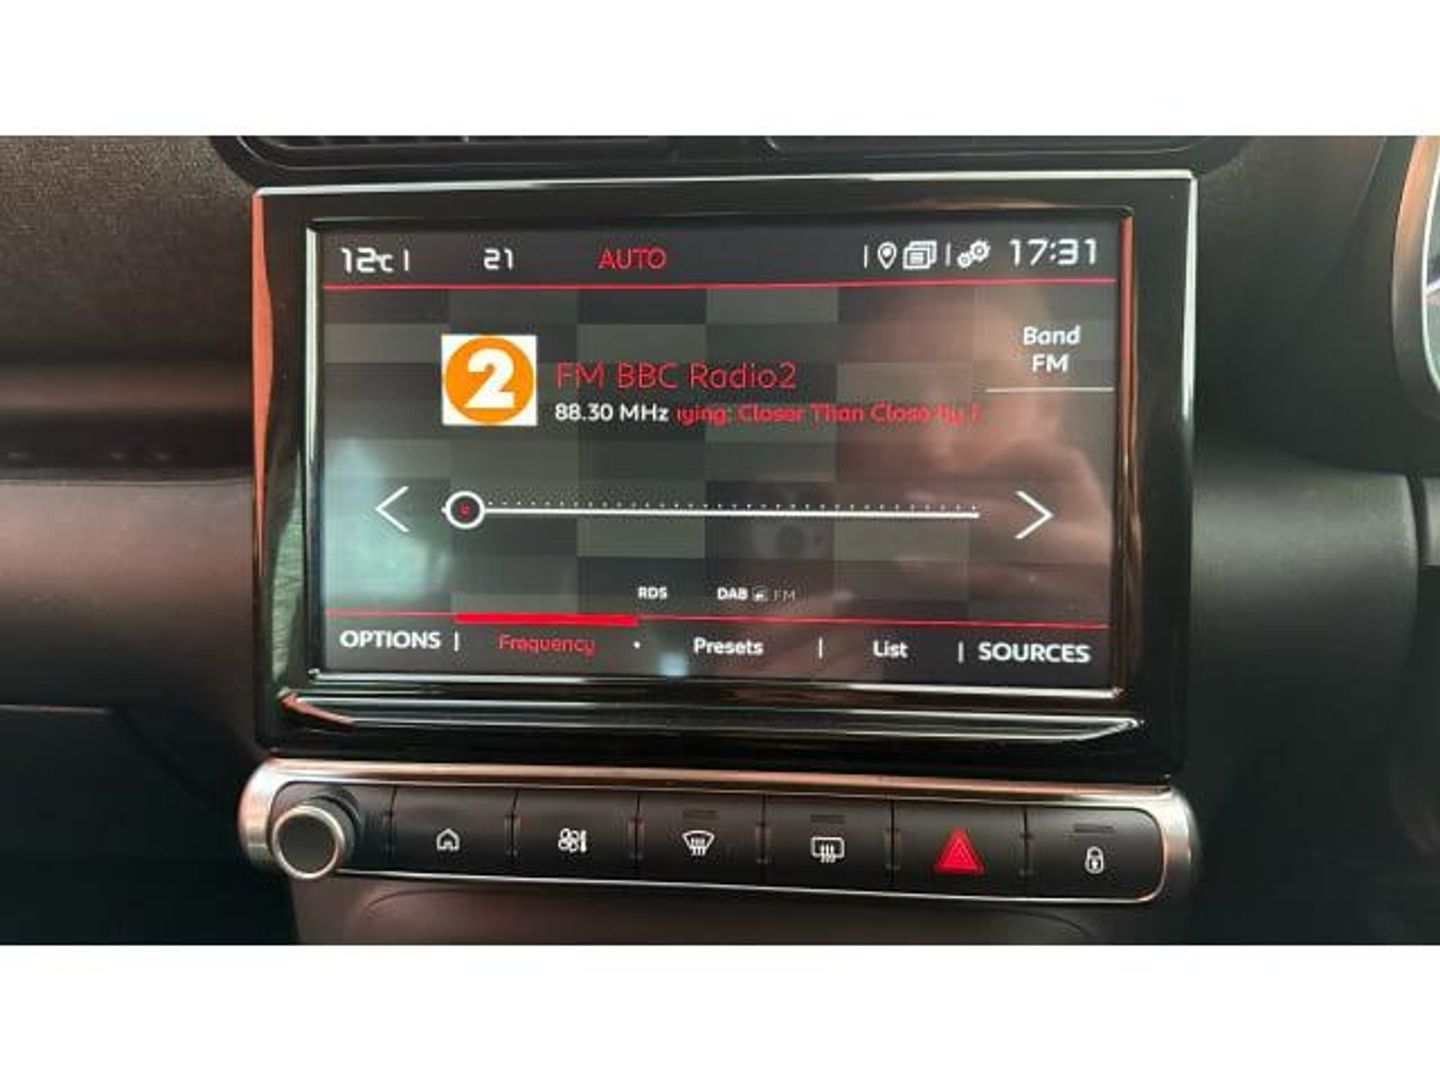 12°C 21 AUTO 17:31
Band
FM
2
FM BBC Radio2
88.30 MHz ying: Closer Than Close by
RDS DAB FM
OPTIONS Frequency Presets List SOURCES